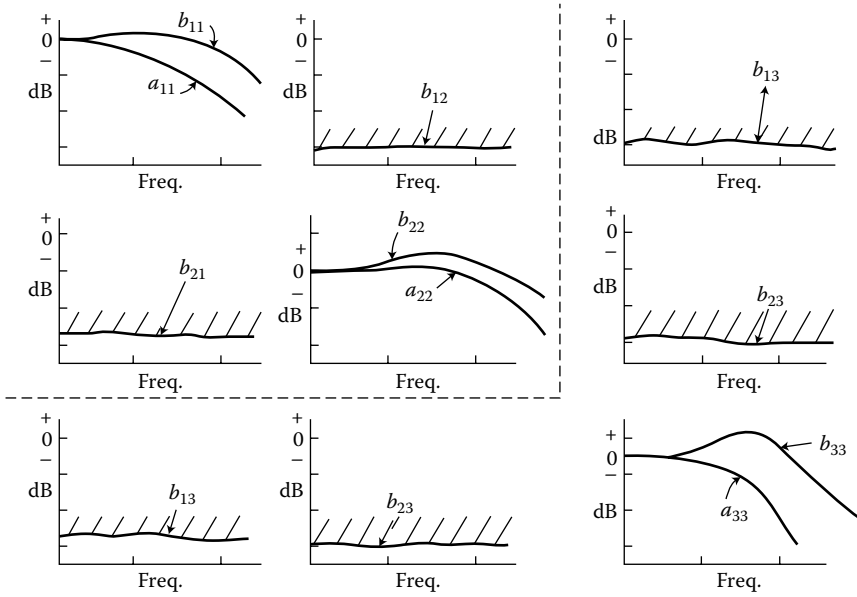 +
0
−
dB
b11
a11
Freq.
+
0
−
dB
b12
Freq.
+
0
−
dB
b13
Freq.
+
0
−
dB
b21
Freq.
+
0
−
dB
b22
a22
Freq.
+
0
−
dB
b23
Freq.
+
0
−
dB
b13
Freq.
+
0
−
dB
b23
Freq.
+
0
−
dB
b33
a33
Freq.